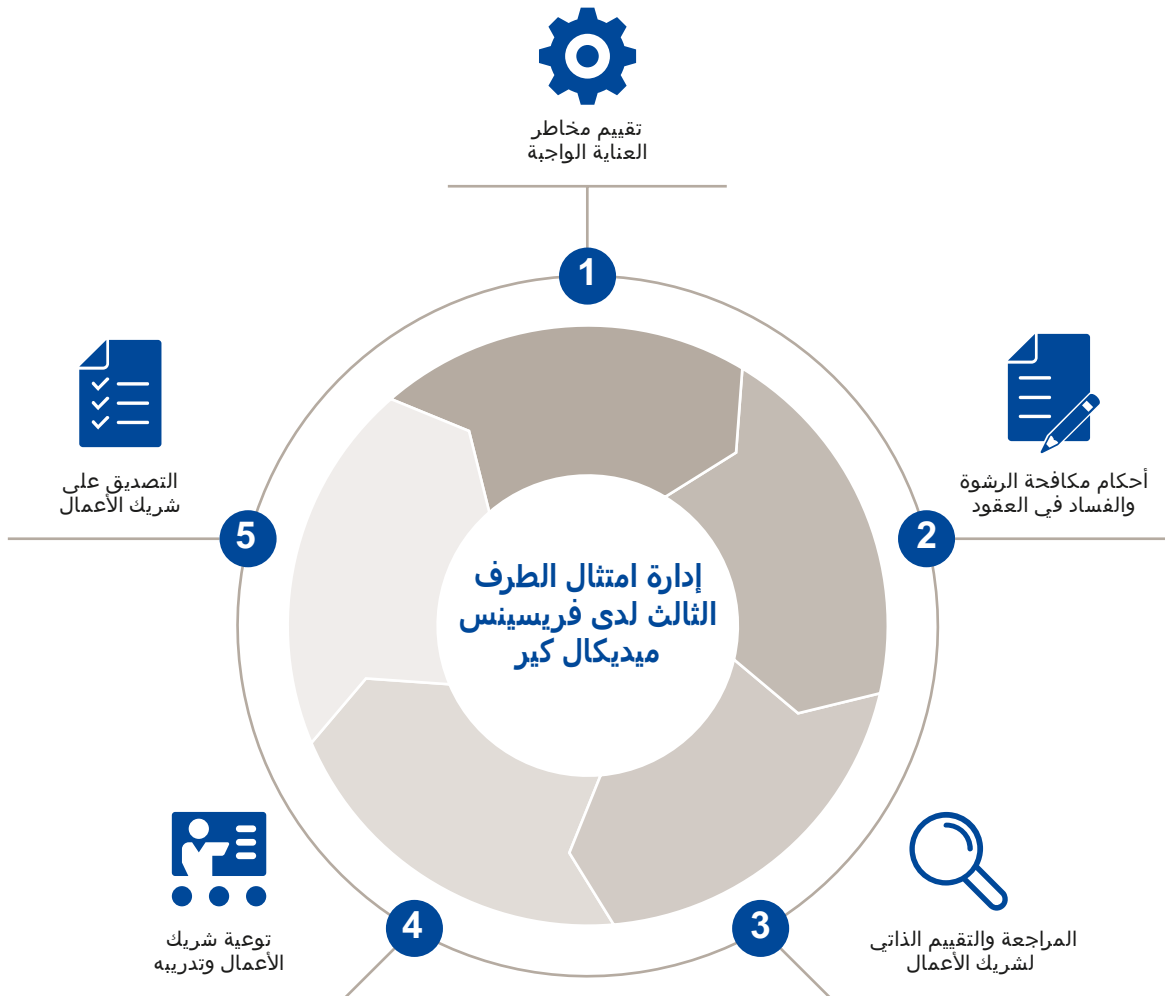 تقييم مخاطر
العناية الواجبة
1
أحكام مكافحة الرشوة
والفساد في العقود
2
المراجعة والتقييم الذاتي
لشريك الأعمال
3
توعية شريك
الأعمال وتدريبه
4
التصديق على
شريك الأعمال
5
إدارة امتثال الطرف
الثالث لدى فريسينس
ميديكال كير